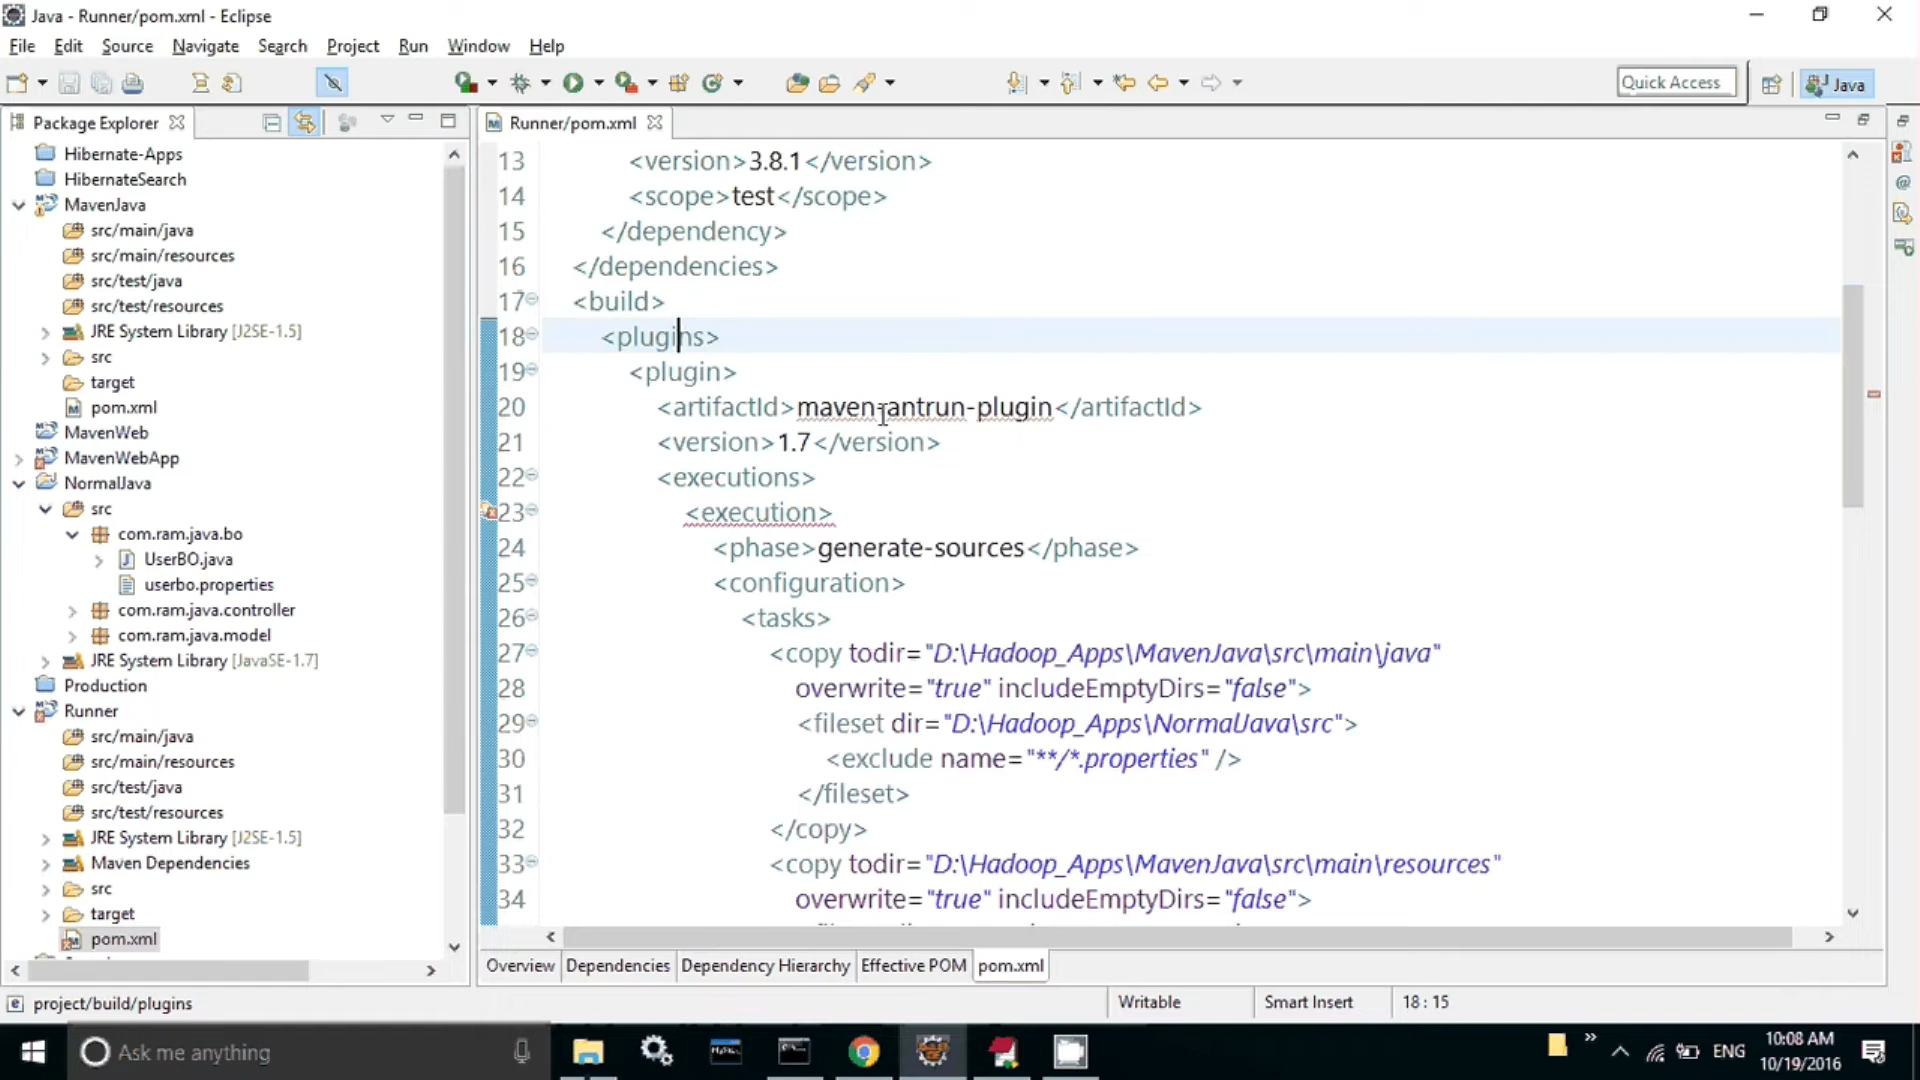 Java - Runner/pom.xml - Eclipse
File Edit Source Navigate Search Project Run Window Help
Quick Access
Java
Package Explorer
Hibernate-Apps
HibernateSearch
MavenJava
src/main/java
src/main/resources
src/test/java
src/test/resources
JRE System Library [J2SE-1.5]
src
target
pom.xml
MavenWeb
MavenWebApp
NormalJava
src
com.ram.java.bo
UserBO.java
userbo.properties
com.ram.java.controller
com.ram.java.model
JRE System Library [JavaSE-1.7]
Production
Runner
src/main/java
src/main/resources
src/test/java
src/test/resources
JRE System Library [J2SE-1.5]
Maven Dependencies
src
target
pom.xml
Runner/pom.xml
13 <version>3.8.1</version>
14 <scope>test</scope>
15 </dependency>
16 </dependencies>
17 <build>
18 <plugins>
19 <plugin>
20 <artifactId>maven-antrun-plugin</artifactId>
21 <version>1.7</version>
22 <executions>
23 <execution>
24 <phase>generate-sources</phase>
25 <configuration>
26 <tasks>
27 <copy todir="D:\Hadoop_Apps\MavenJava\src\main\java"
28 overwrite="true" includeEmptyDirs="false">
29 <fileset dir="D:\Hadoop_Apps\NormalJava\src">
30 <exclude name="**/*.properties" />
31 </fileset>
32 </copy>
33 <copy todir="D:\Hadoop_Apps\MavenJava\src\main\resources"
34 overwrite="true" includeEmptyDirs="false">
Overview Dependencies Dependency Hierarchy Effective POM pom.xml
project/build/plugins
Writable Smart Insert 18 : 15
Ask me anything
ENG
10:08 AM
10/19/2016